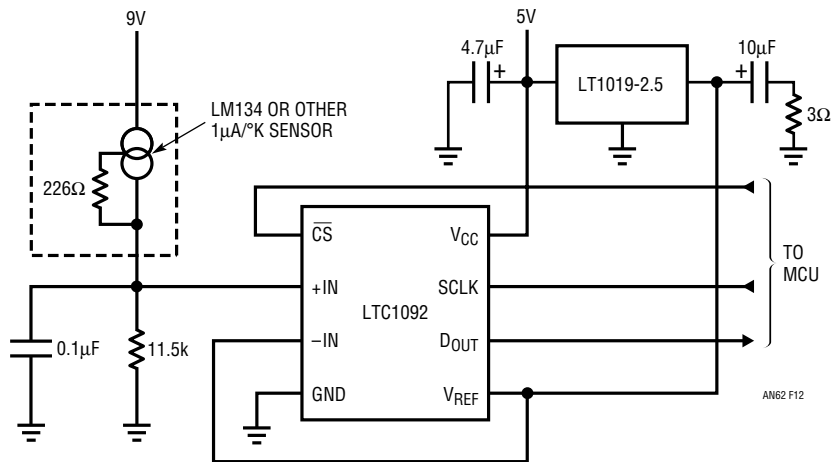 9V
5V
4.7µF
+
LT1019-2.5
+
10µF
3Ω
LM134 OR OTHER
1µA/°K SENSOR
226Ω
CS
+IN
–IN
GND
LTC1092
VCC
SCLK
DOUT
VREF
TO
MCU
0.1µF
11.5k
AN62 F12